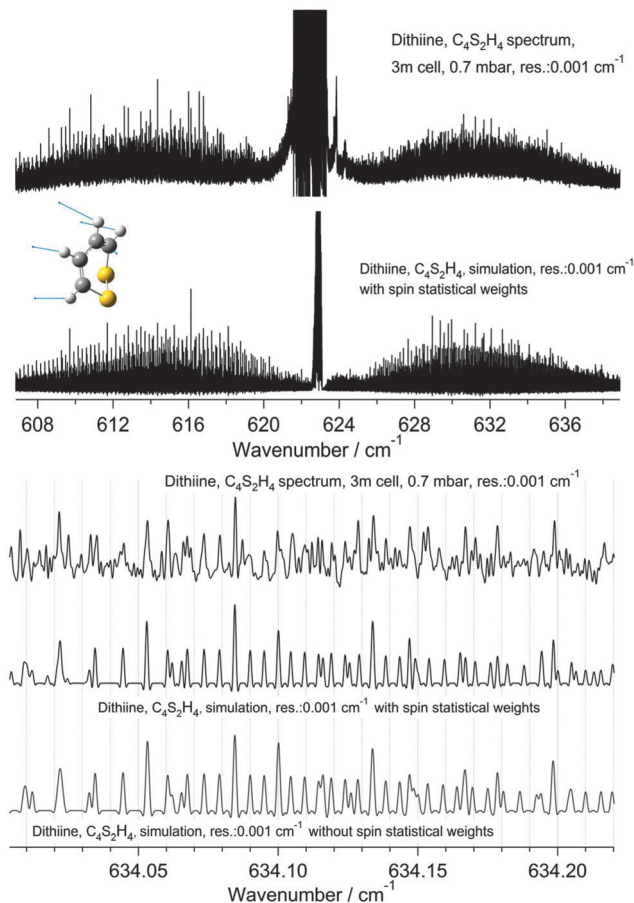 Dithiine, C₄S₂H₄ spectrum,
3m cell, 0.7 mbar, res.:0.001 cm⁻¹
Dithiine, C₄S₂H₄, simulation, res.:0.001 cm⁻¹
with spin statistical weights
608 612 616 620 624 628 632 636
Wavenumber / cm⁻¹
Dithiine, C₄S₂H₄ spectrum, 3m cell, 0.7 mbar, res.:0.001 cm⁻¹
Dithiine, C₄S₂H₄, simulation, res.:0.001 cm⁻¹ with spin statistical weights
Dithiine, C₄S₂H₄, simulation, res.:0.001 cm⁻¹ without spin statistical weights
634.05 634.10 634.15 634.20
Wavenumber / cm⁻¹